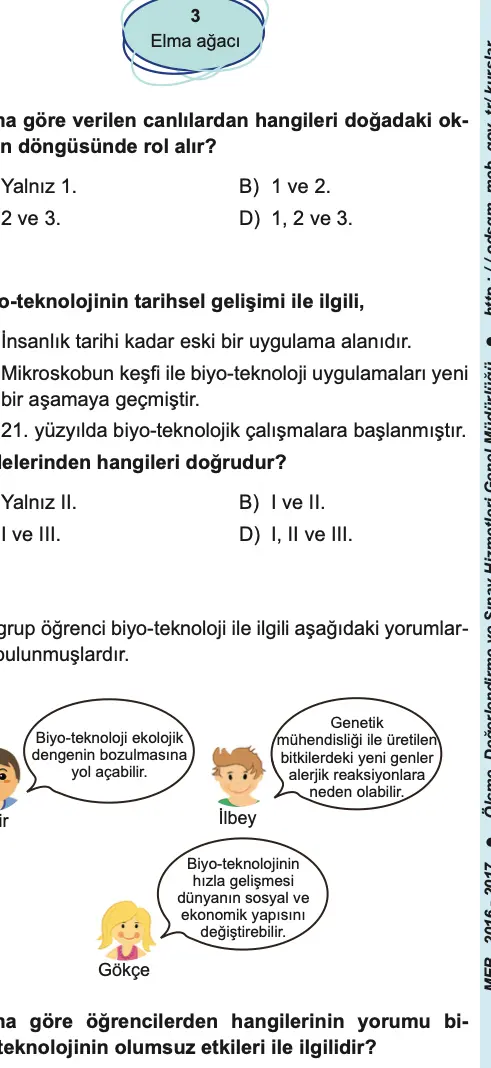 3
Elma ağacı
na göre verilen canlılardan hangileri doğadaki ok-
n döngüsünde rol alır?
Yalnız 1.
B) 1 ve 2.
2 ve 3.
D) 1, 2 ve 3.
o-teknolojinin tarihsel gelişimi ile ilgili,
İnsanlık tarihi kadar eski bir uygulama alanıdır.
Mikroskobun keşfi ile biyo-teknoloji uygulamaları yeni
bir aşamaya geçmiştir.
21. yüzyılda biyo-teknolojik çalışmalara başlanmıştır.
lelerinden hangileri doğrudur?
Yalnız II.
B) I ve II.
I ve III.
D) I, II ve III.
grup öğrenci biyo-teknoloji ile ilgili aşağıdaki yorumlar-
bulunmuşlardır.
Biyo-teknoloji ekolojik
dengenin bozulmasına
yol açabilir.
ir
Genetik
mühendisliği ile üretilen
bitkilerdeki yeni genler
alerjik reaksiyonlara
neden olabilir.
İlbey
Biyo-teknolojinin
hızla gelişmesi
dünyanın sosyal ve
ekonomik yapısını
değiştirebilir.
Gökçe
na göre öğrencilerden hangilerinin yorumu bi-
teknolojinin olumsuz etkileri ile ilgilidir?
MEB 2016 - 2017 ● Ölçme, Değerlendirme ve Sınav Hizmetleri Genel Müdürlüğü ● http://odsgm.meb.gov.tr/kurslar